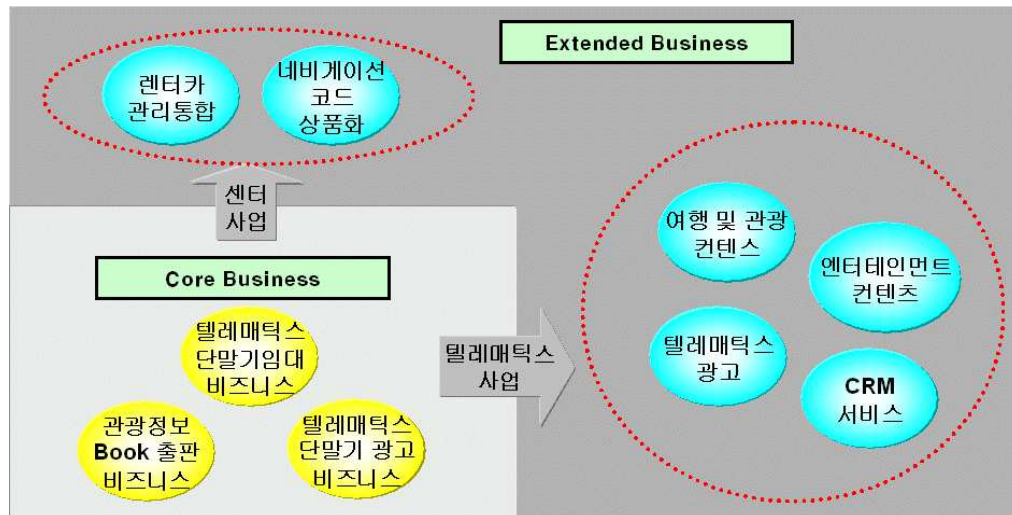 Extended Business
렌터카
관리통합
네비게이션
코드
상품화
센터
사업
Core Business
텔레매틱스
단말기임대
비즈니스
관광정보
Book 출판
비즈니스
텔레매틱스
단말기 광고
비즈니스
텔레매틱스
사업
여행 및 관광
컨텐스
엔터테인먼트
컨텐츠
텔레매틱스
광고
CRM
서비스